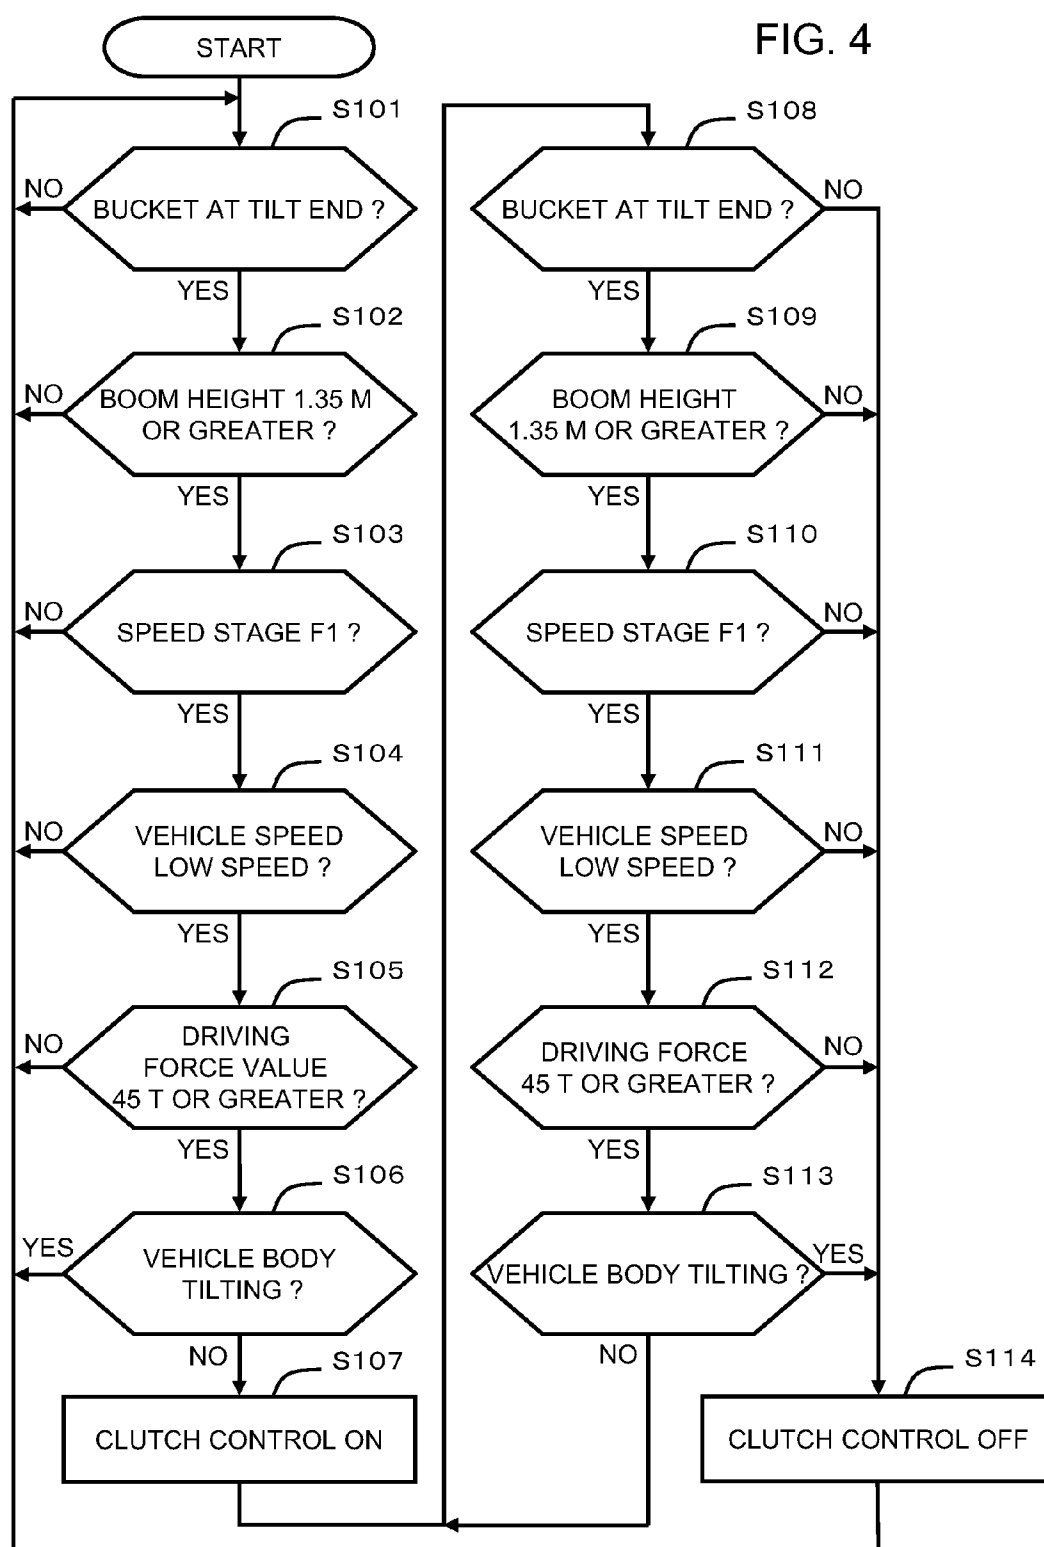 FIG. 4
START
S101
BUCKET AT TILT END ?
NO
YES
S102
BOOM HEIGHT 1.35 M
OR GREATER ?
NO
YES
S103
SPEED STAGE F1 ?
NO
YES
S104
VEHICLE SPEED
LOW SPEED ?
NO
YES
S105
DRIVING
FORCE VALUE
45 T OR GREATER ?
NO
YES
S106
VEHICLE BODY
TILTING ?
YES
NO
S107
CLUTCH CONTROL ON
S108
BUCKET AT TILT END ?
NO
YES
S109
BOOM HEIGHT
1.35 M OR GREATER ?
NO
YES
S110
SPEED STAGE F1 ?
NO
YES
S111
VEHICLE SPEED
LOW SPEED ?
NO
YES
S112
DRIVING FORCE
45 T OR GREATER ?
NO
YES
S113
VEHICLE BODY TILTING ?
YES
NO
S114
CLUTCH CONTROL OFF